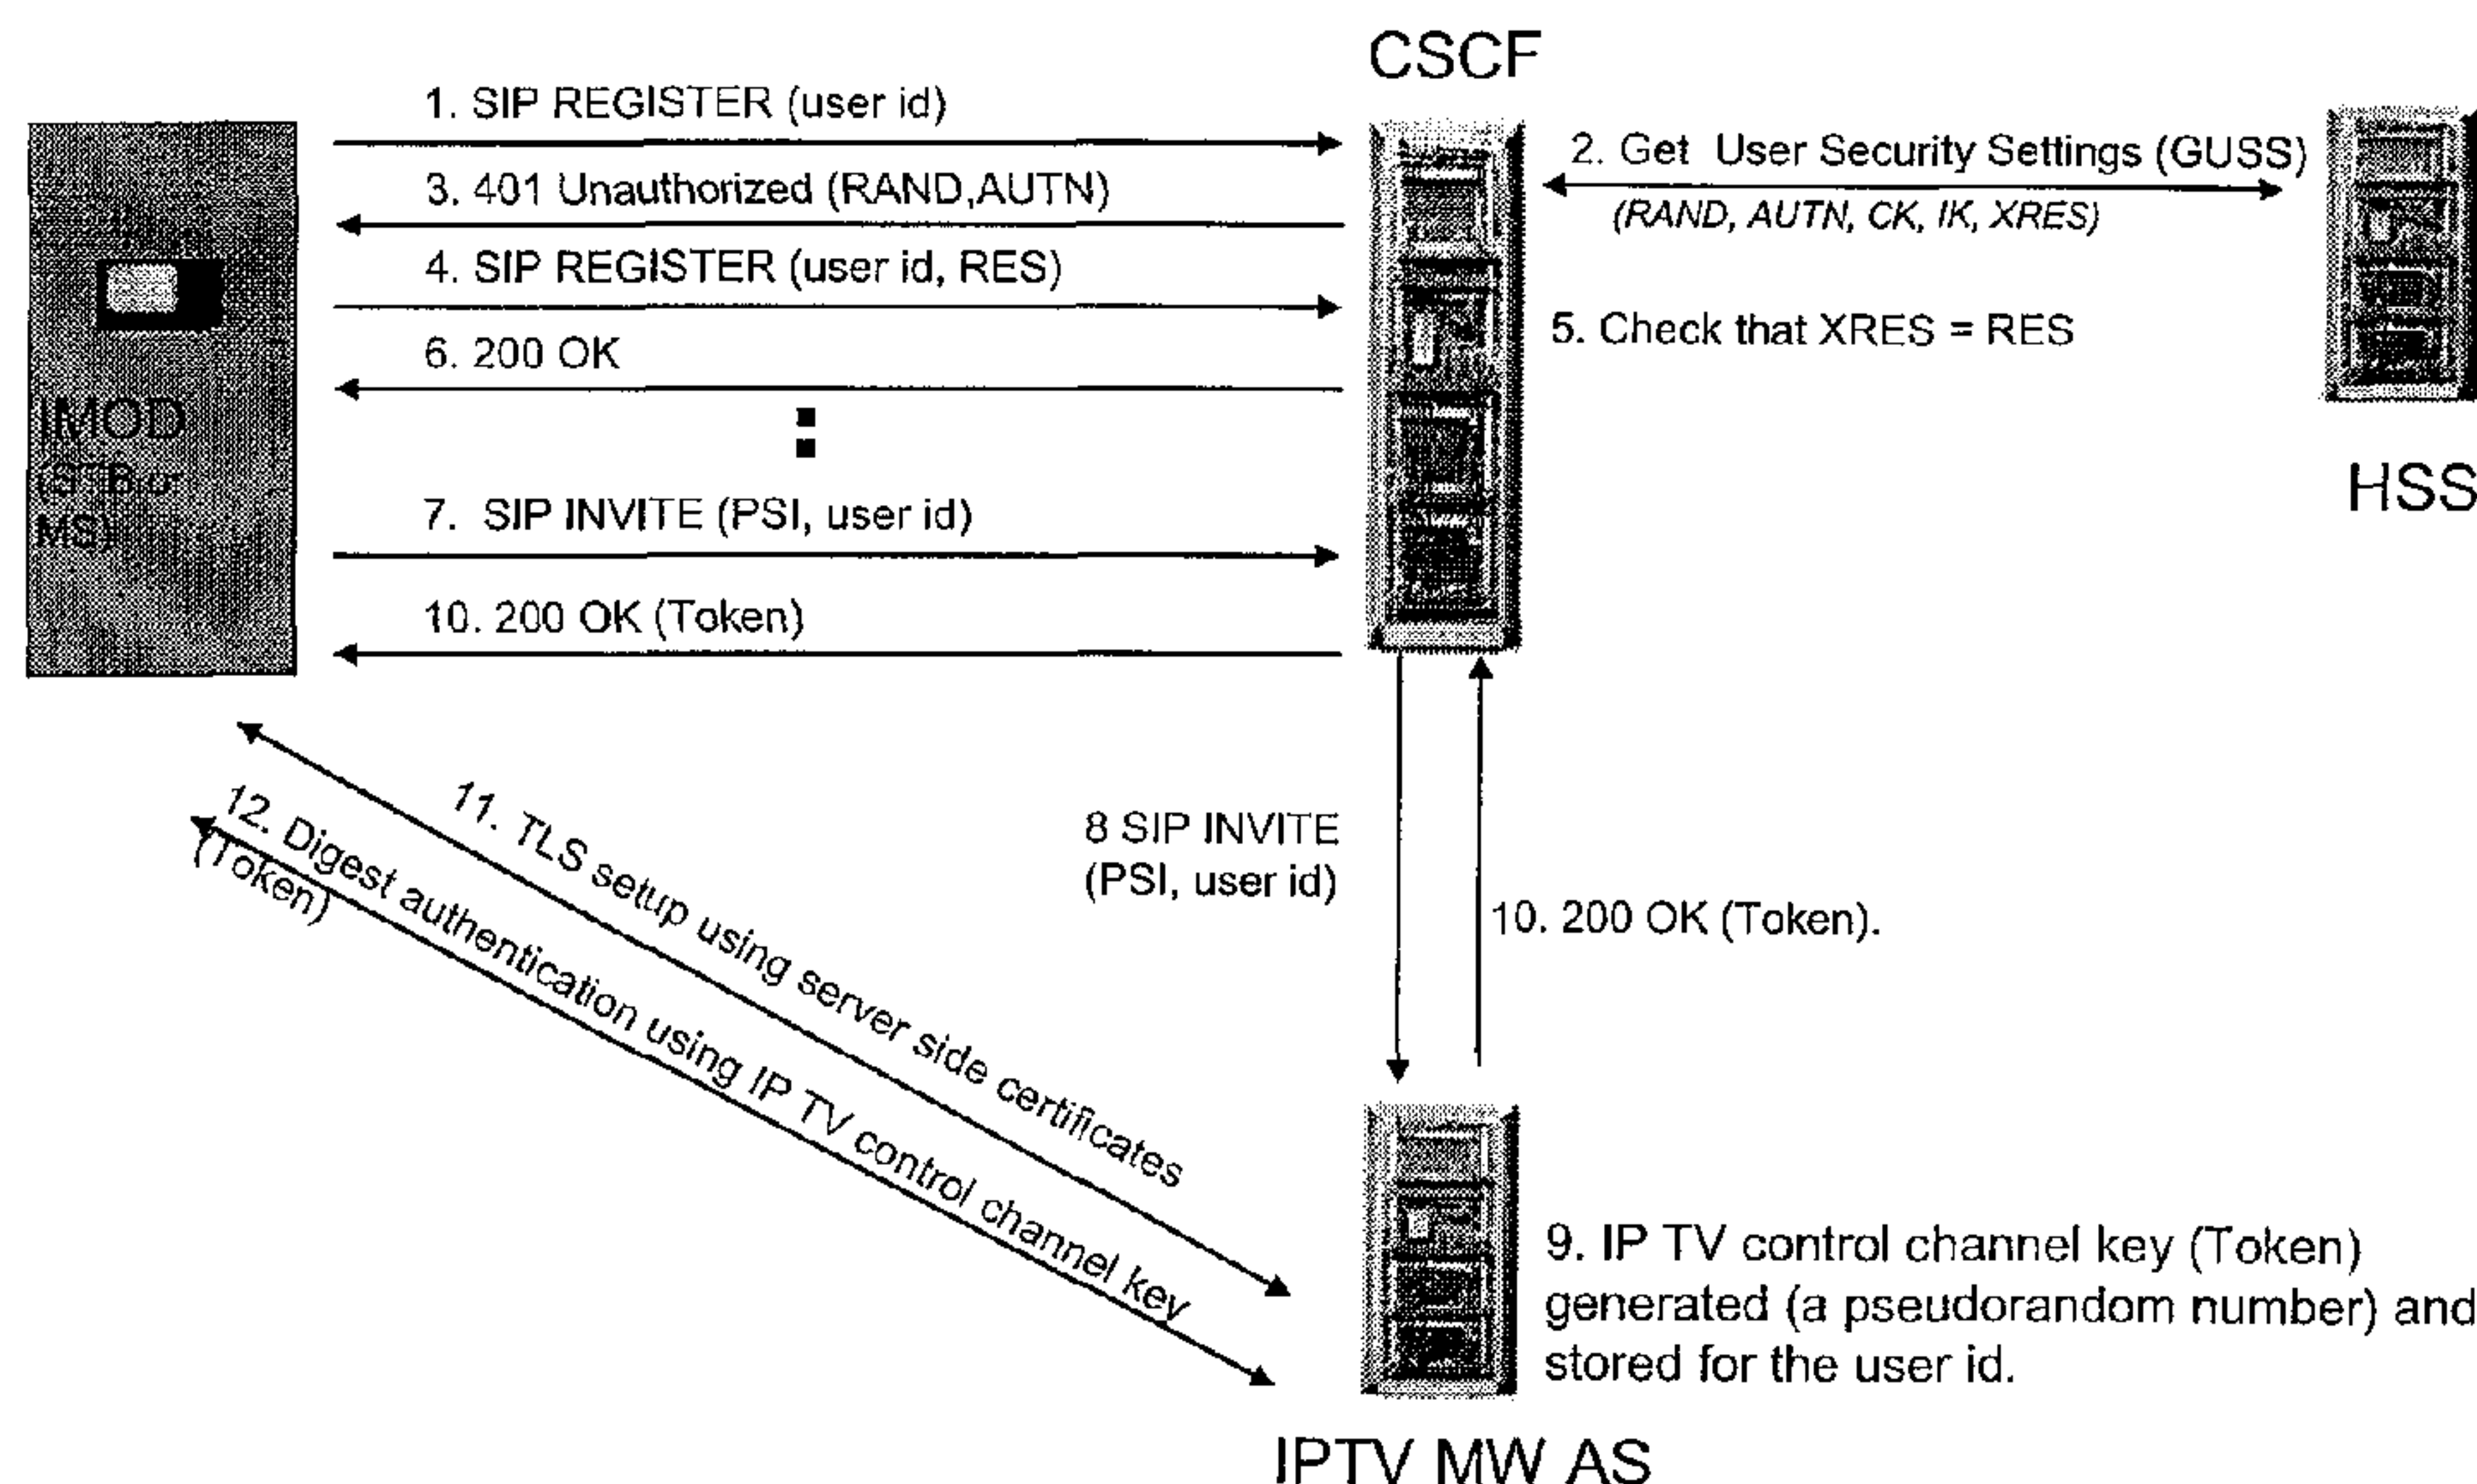 CSCF
1. SIP REGISTER (user id)
2. Get User Security Settings (GUSS)
(RAND, AUTN, CK, IK, XRES)
3. 401 Unauthorized (RAND,AUTN)
4. SIP REGISTER (user id, RES)
5. Check that XRES = RES
6. 200 OK
IMOD
(STB or
MS)
HSS
7. SIP INVITE (PSI, user id)
10. 200 OK (Token)
11. TLS setup using server side certificates
12. Digest authentication using IP TV control channel key
(Token)
8 SIP INVITE
(PSI, user id)
10. 200 OK (Token).
9. IP TV control channel key (Token)
generated (a pseudorandom number) and
stored for the user id.
IPTV MW AS